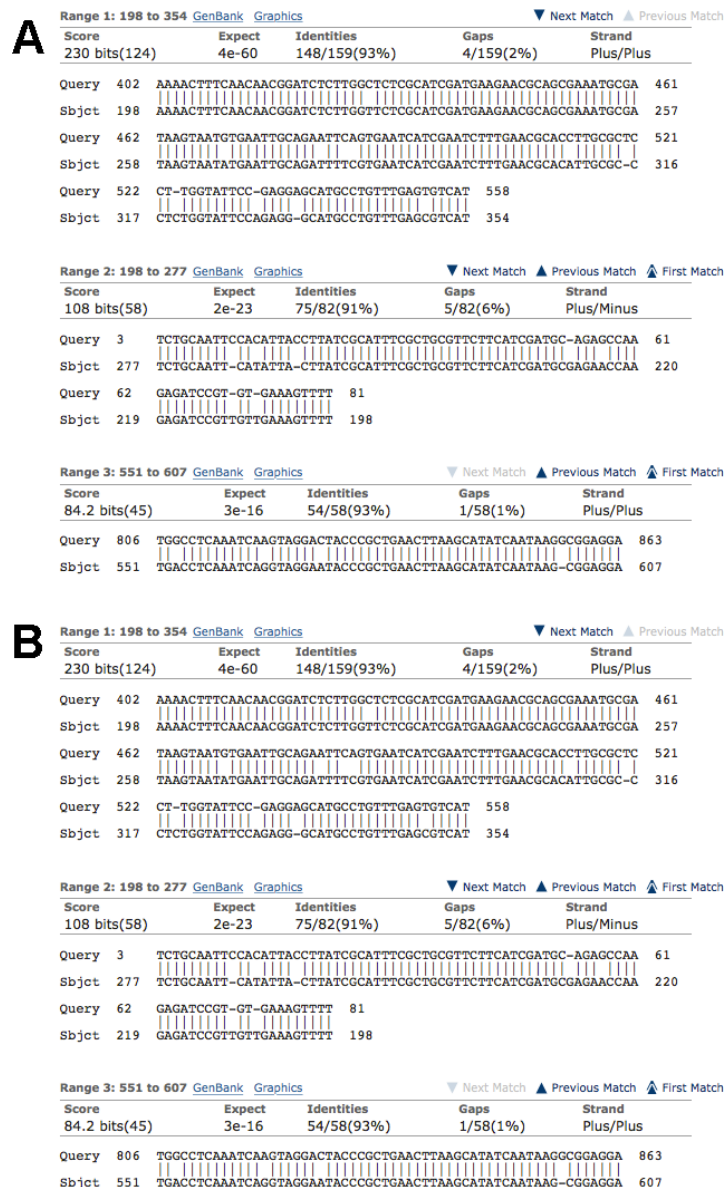 A
Range 1: 198 to 354 GenBank Graphics Next Match Previous Match
Score Expect Identities Gaps Strand
230 bits(124) 4e-60 148/159(93%) 4/159(2%) Plus/Plus
Query 402 AAAACTTTCAACAACGGATCTCTTGGCTCTCGCATCGATGAAGAACGCAGCGAAATGCGA 461
Sbjct 198 AAAACTTTCAACAACGGATCTCTTGGTTCTCGCATCGATGAAGAACGCAGCGAAATGCGA 257
Query 462 TAAGTAATGTGAATTGCAGAATTCAGTGAATCATCGAATCTTTGAACGCACCTTGCGCTC 521
Sbjct 258 TAAGTAATATGAATTGCAGATTTTCGTGAATCATCGAATCTTTGAACGCACATTGCGC-C 316
Query 522 CT-TGGTATTCC-GAGGAGCATGCCTGTTTGAGTGTCAT 558
Sbjct 317 CTCTGGTATTCCAGAGG-GCATGCCTGTTTGAGCGTCAT 354
Range 2: 198 to 277 GenBank Graphics Next Match Previous Match First Match
Score Expect Identities Gaps Strand
108 bits(58) 2e-23 75/82(91%) 5/82(6%) Plus/Minus
Query 3 TCTGCAATTCCACATTACCTTATCGCATTTCGCTGCGTTCTTCATCGATGC-AGAGCCAA 61
Sbjct 277 TCTGCAATT-CATATTA-CTTATCGCATTTCGCTGCGTTCTTCATCGATGCGAGAACCAA 220
Query 62 GAGATCCGT-GT-GAAAGTTTT 81
Sbjct 219 GAGATCCGTTGTTGAAAGTTTT 198
Range 3: 551 to 607 GenBank Graphics Next Match Previous Match First Match
Score Expect Identities Gaps Strand
84.2 bits(45) 3e-16 54/58(93%) 1/58(1%) Plus/Plus
Query 806 TGGCCTCAAATCAAGTAGGACTACCCGCTGAACTTAAGCATATCAATAAGGCGGAGGA 863
Sbjct 551 TGACCTCAAATCAGGTAGGAATACCCGCTGAACTTAAGCATATCAATAAG-CGGAGGA 607
B
Range 1: 198 to 354 GenBank Graphics Next Match Previous Match
Score Expect Identities Gaps Strand
230 bits(124) 4e-60 148/159(93%) 4/159(2%) Plus/Plus
Query 402 AAAACTTTCAACAACGGATCTCTTGGCTCTCGCATCGATGAAGAACGCAGCGAAATGCGA 461
Sbjct 198 AAAACTTTCAACAACGGATCTCTTGGTTCTCGCATCGATGAAGAACGCAGCGAAATGCGA 257
Query 462 TAAGTAATGTGAATTGCAGAATTCAGTGAATCATCGAATCTTTGAACGCACCTTGCGCTC 521
Sbjct 258 TAAGTAATATGAATTGCAGATTTTCGTGAATCATCGAATCTTTGAACGCACATTGCGC-C 316
Query 522 CT-TGGTATTCC-GAGGAGCATGCCTGTTTGAGTGTCAT 558
Sbjct 317 CTCTGGTATTCCAGAGG-GCATGCCTGTTTGAGCGTCAT 354
Range 2: 198 to 277 GenBank Graphics Next Match Previous Match First Match
Score Expect Identities Gaps Strand
108 bits(58) 2e-23 75/82(91%) 5/82(6%) Plus/Minus
Query 3 TCTGCAATTCCACATTACCTTATCGCATTTCGCTGCGTTCTTCATCGATGC-AGAGCCAA 61
Sbjct 277 TCTGCAATT-CATATTA-CTTATCGCATTTCGCTGCGTTCTTCATCGATGCGAGAACCAA 220
Query 62 GAGATCCGT-GT-GAAAGTTTT 81
Sbjct 219 GAGATCCGTTGTTGAAAGTTTT 198
Range 3: 551 to 607 GenBank Graphics Next Match Previous Match First Match
Score Expect Identities Gaps Strand
84.2 bits(45) 3e-16 54/58(93%) 1/58(1%) Plus/Plus
Query 806 TGGCCTCAAATCAAGTAGGACTACCCGCTGAACTTAAGCATATCAATAAGGCGGAGGA 863
Sbjct 551 TGACCTCAAATCAGGTAGGAATACCCGCTGAACTTAAGCATATCAATAAG-CGGAGGA 607